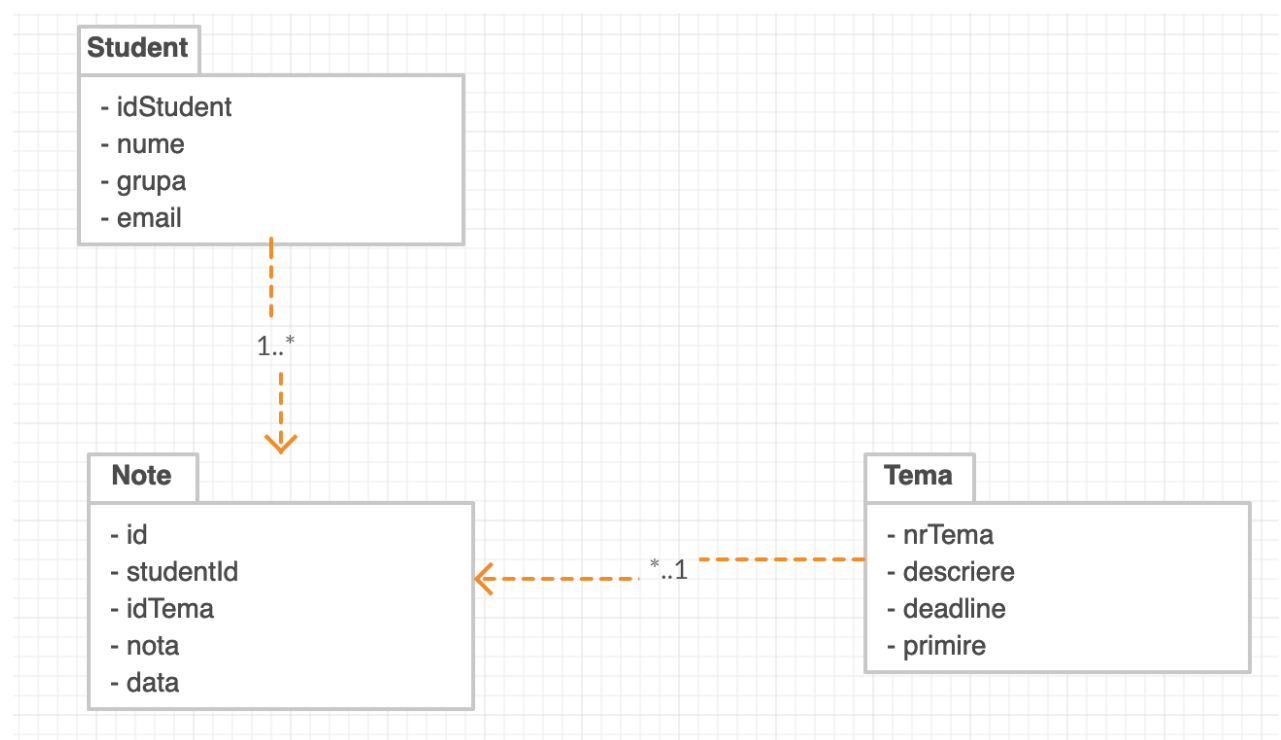 Student
- idStudent
- nume
- grupa
- email
1..*
Note
- id
- studentId
- idTema
- nota
- data
*..1
Tema
- nrTema
- descriere
- deadline
- primire